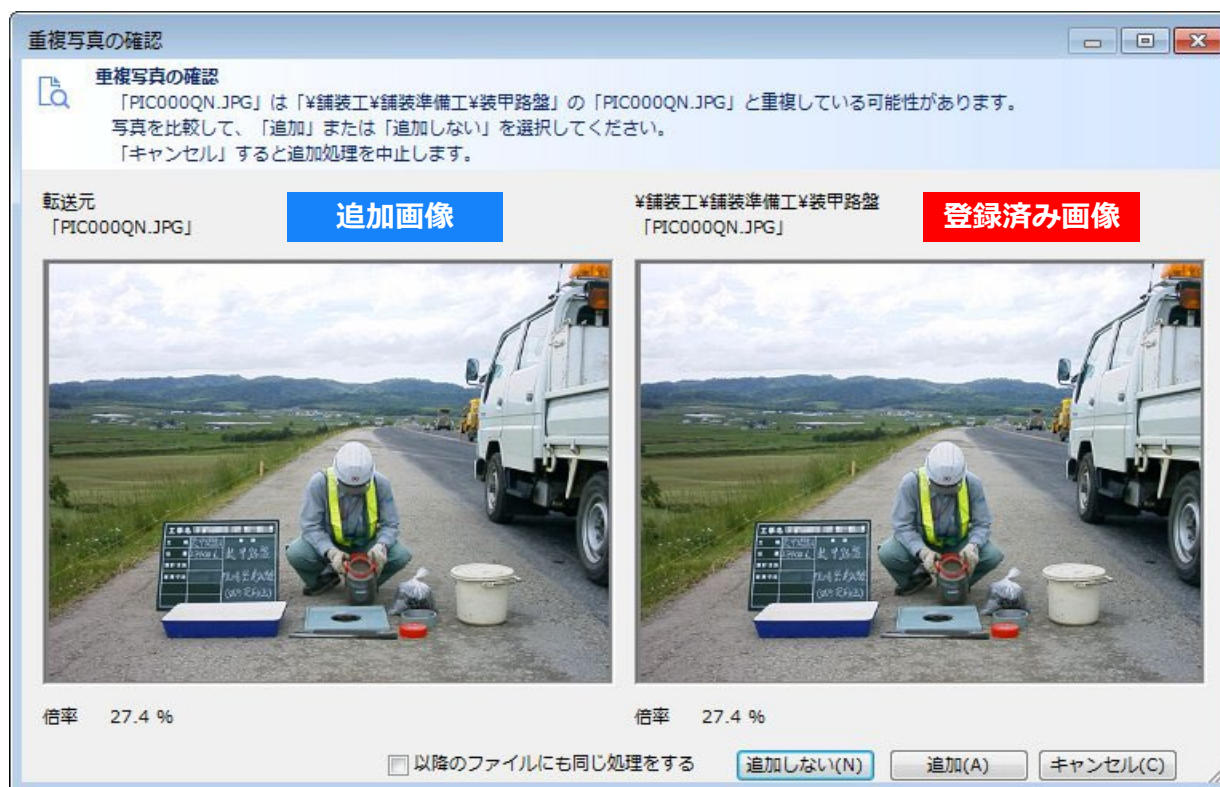 重複写真の確認
重複写真の確認
「PIC000QN.JPG」は「¥舗装工¥舗装準備工¥装甲路盤」の「PIC000QN.JPG」と重複している可能性があります。
写真を比較して、「追加」または「追加しない」を選択してください。
「キャンセル」すると追加処理を中止します。
転送元
「PIC000QN.JPG」
追加画像
¥舗装工¥舗装準備工¥装甲路盤
「PIC000QN.JPG」
登録済み画像
工事名
工事名
倍率 27.4 %
倍率 27.4 %
以降のファイルにも同じ処理をする
追加しない(N)
追加(A)
キャンセル(C)